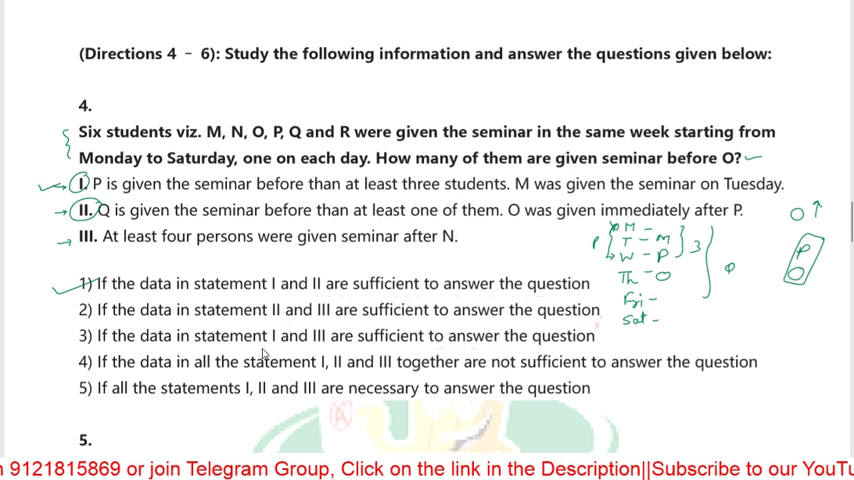 (Directions 4 - 6): Study the following information and answer the questions given below:
4.
Six students viz. M, N, O, P, Q and R were given the seminar in the same week starting from
Monday to Saturday, one on each day. How many of them are given seminar before O?
I. P is given the seminar before than at least three students. M was given the seminar on Tuesday.
II. Q is given the seminar before than at least one of them. O was given immediately after P.
III. At least four persons were given seminar after N.
O ↑
P M -
T - M
W - P
Th - O
Fri -
Sat -
P
3
P
O
1) If the data in statement I and II are sufficient to answer the question
2) If the data in statement II and III are sufficient to answer the question
3) If the data in statement I and III are sufficient to answer the question
4) If the data in all the statement I, II and III together are not sufficient to answer the question
5) If all the statements I, II and III are necessary to answer the question
5.
9121815869 or join Telegram Group, Click on the link in the Description||Subscribe to our